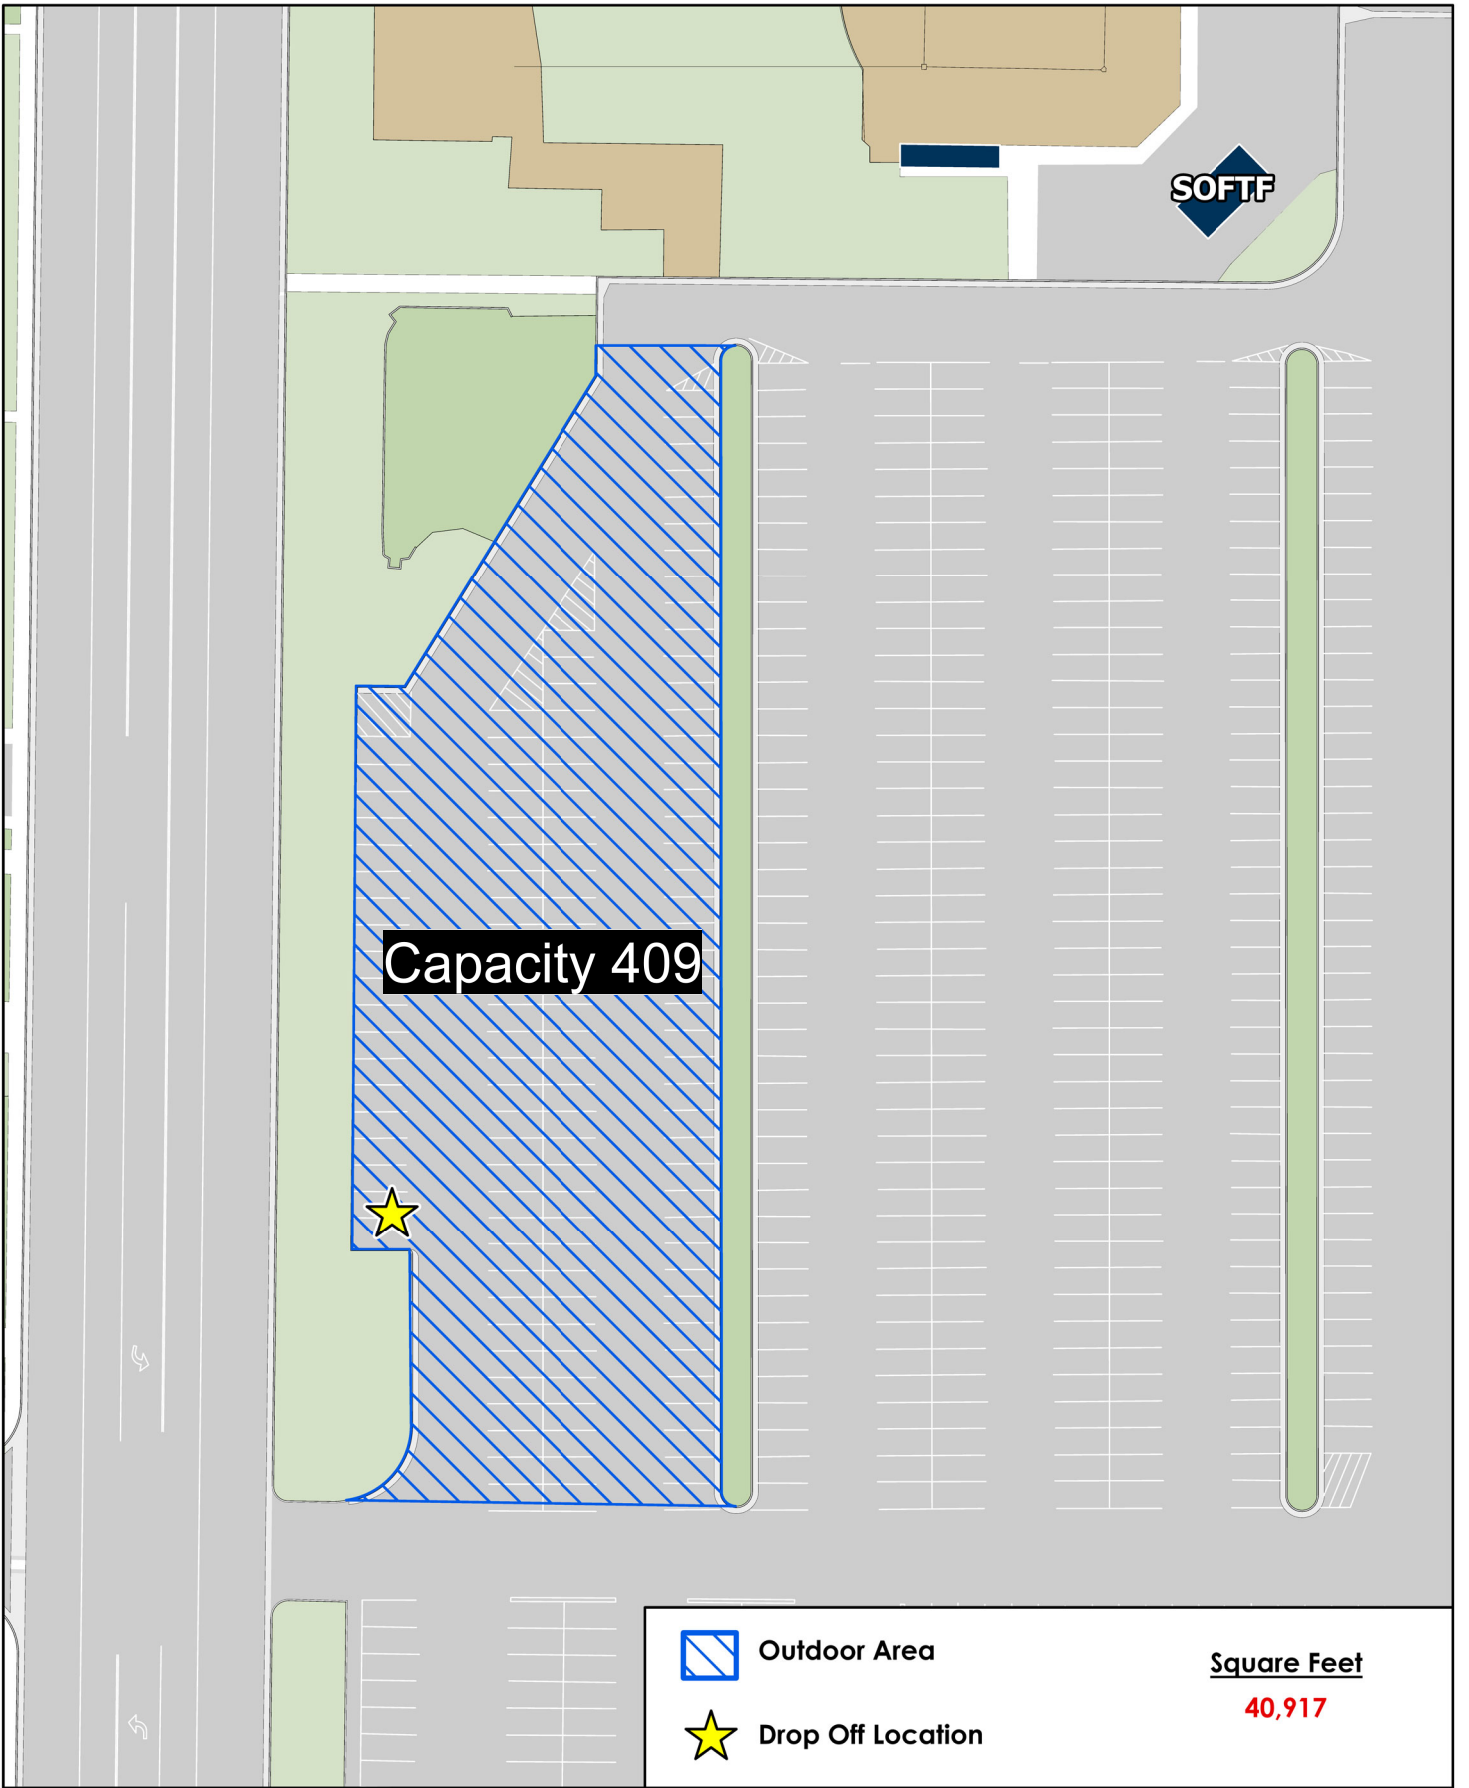 SOFTF
Capacity 409
Outdoor Area
Drop Off Location
Square Feet
40,917